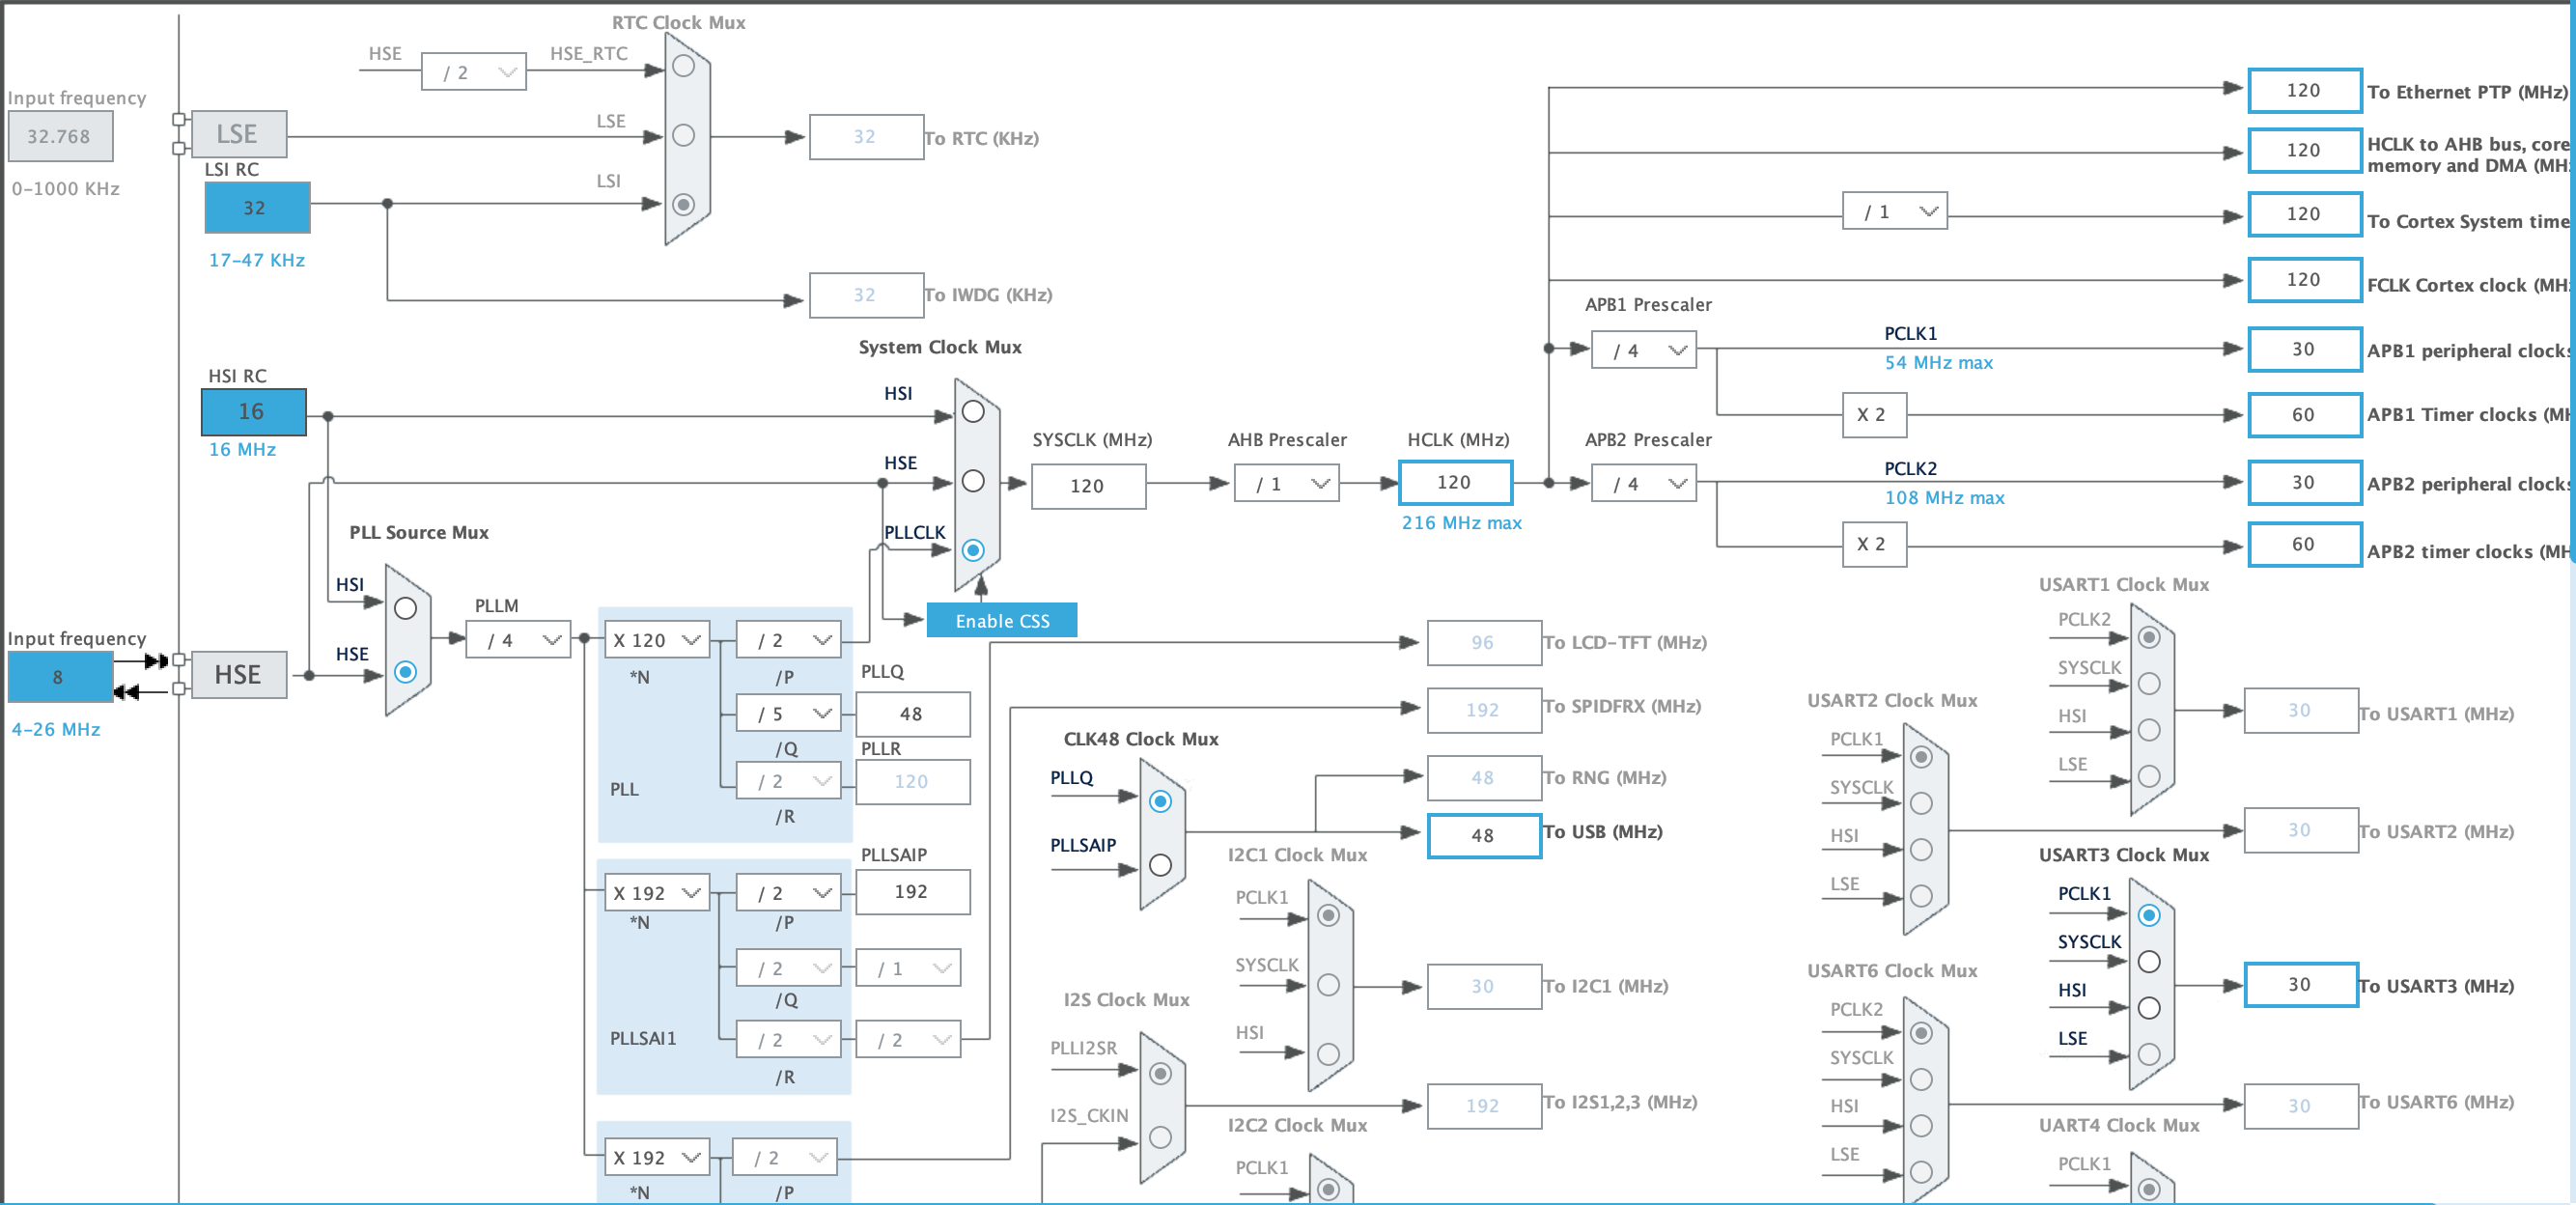 RTC Clock Mux
HSE
/ 2
HSE_RTC
Input frequency
32.768
LSE
LSE
32
To RTC (KHz)
0-1000 KHz
LSI RC
LSI
32
17-47 KHz
32
To IWDG (KHz)
System Clock Mux
HSI RC
16
16 MHz
HSI
HSE
PLLCLK
SYSCLK (MHz)
120
AHB Prescaler
/ 1
HCLK (MHz)
120
216 MHz max
Enable CSS
120
To Ethernet PTP (MHz)
120
HCLK to AHB bus, core
memory and DMA (MH
/ 1
120
To Cortex System time
120
FCLK Cortex clock (MH
APB1 Prescaler
/ 4
PCLK1
54 MHz max
30
APB1 peripheral clocks
X 2
60
APB1 Timer clocks (MH
APB2 Prescaler
/ 4
PCLK2
108 MHz max
30
APB2 peripheral clocks
X 2
60
APB2 timer clocks (MH
PLL Source Mux
HSI
HSE
Input frequency
8
4-26 MHz
HSE
PLLM
/ 4
X 120
*N
/ 2
/P
PLLQ
/ 5
48
/Q
PLLR
/ 2
120
/R
PLL
PLLSAIP
X 192
*N
/ 2
192
/P
/ 2
/ 1
/Q
PLLSAI1
/ 2
/ 2
/R
X 192
*N
/ 2
/P
96
To LCD-TFT (MHz)
192
To SPIDFRX (MHz)
CLK48 Clock Mux
PLLQ
PLLSAIP
48
To RNG (MHz)
48
To USB (MHz)
I2C1 Clock Mux
PCLK1
SYSCLK
HSI
30
To I2C1 (MHz)
I2S Clock Mux
PLLI2SR
I2S_CKIN
192
To I2S1,2,3 (MHz)
I2C2 Clock Mux
PCLK1
USART1 Clock Mux
PCLK2
SYSCLK
HSI
LSE
30
To USART1 (MHz)
USART2 Clock Mux
PCLK1
SYSCLK
HSI
LSE
30
To USART2 (MHz)
USART3 Clock Mux
PCLK1
SYSCLK
HSI
LSE
30
To USART3 (MHz)
USART6 Clock Mux
PCLK2
SYSCLK
HSI
LSE
30
To USART6 (MHz)
UART4 Clock Mux
PCLK1